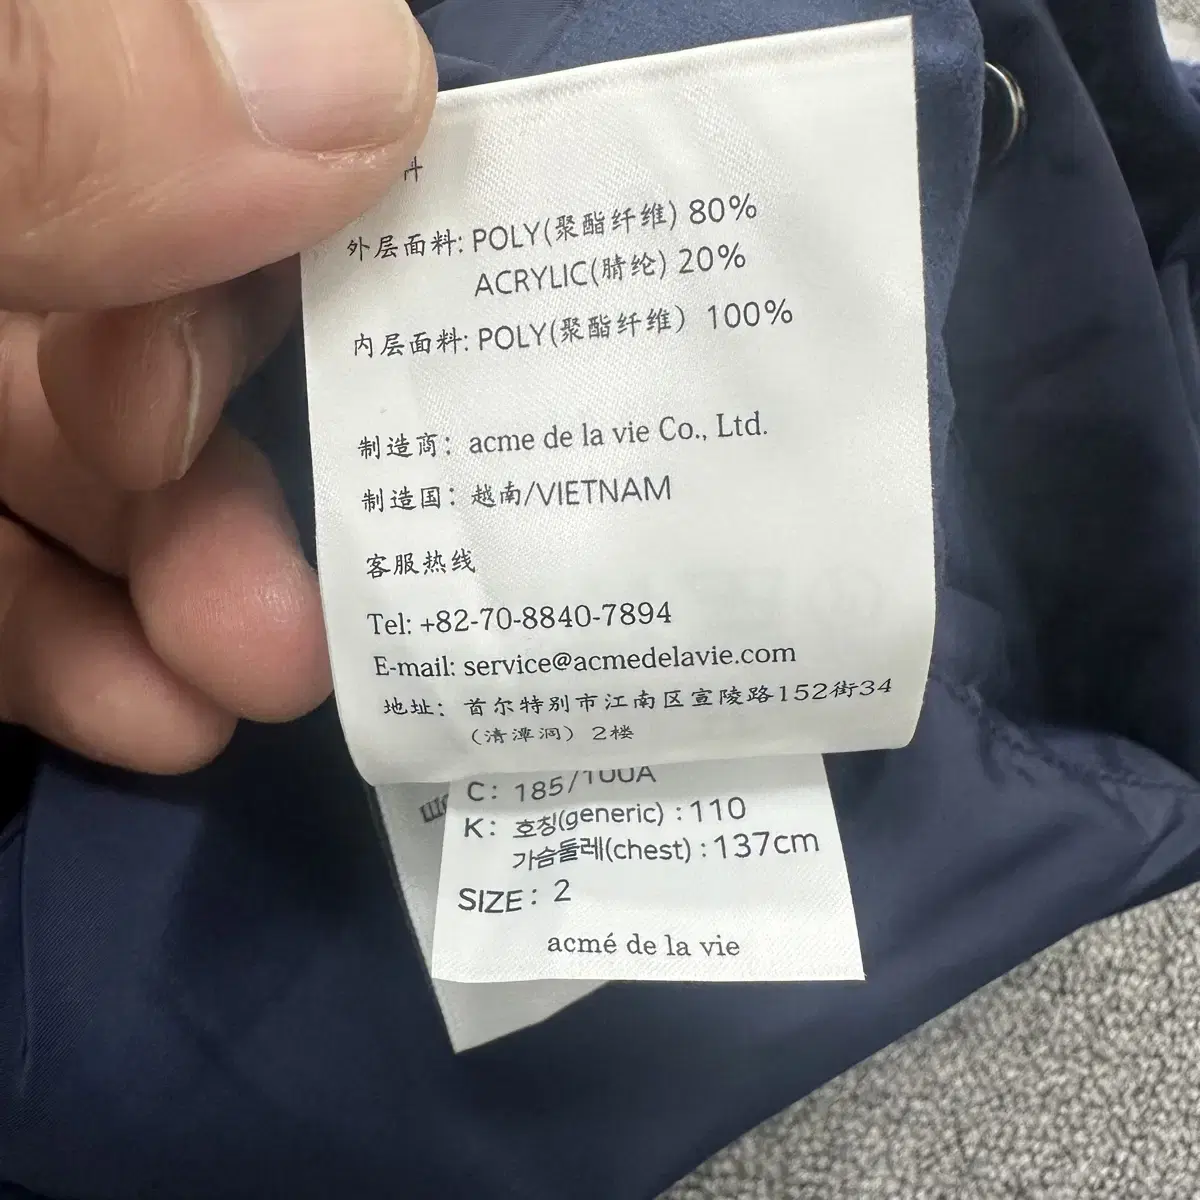 料
外层面料: POLY(聚酯纤维) 80%
ACRYLIC(腈纶) 20%
内层面料: POLY(聚酯纤维) 100%
制造商: acme de la vie Co., Ltd.
制造国: 越南/VIETNAM
客服热线
Tel: +82-70-8840-7894
E-mail: service@acmedelavie.com
地址: 首尔特别市江南区宣陵路152街34
(清潭洞) 2楼
C: 185/100A
K: 호칭(generic) : 110
가슴둘레(chest) : 137cm
SIZE : 2
acmé de la vie